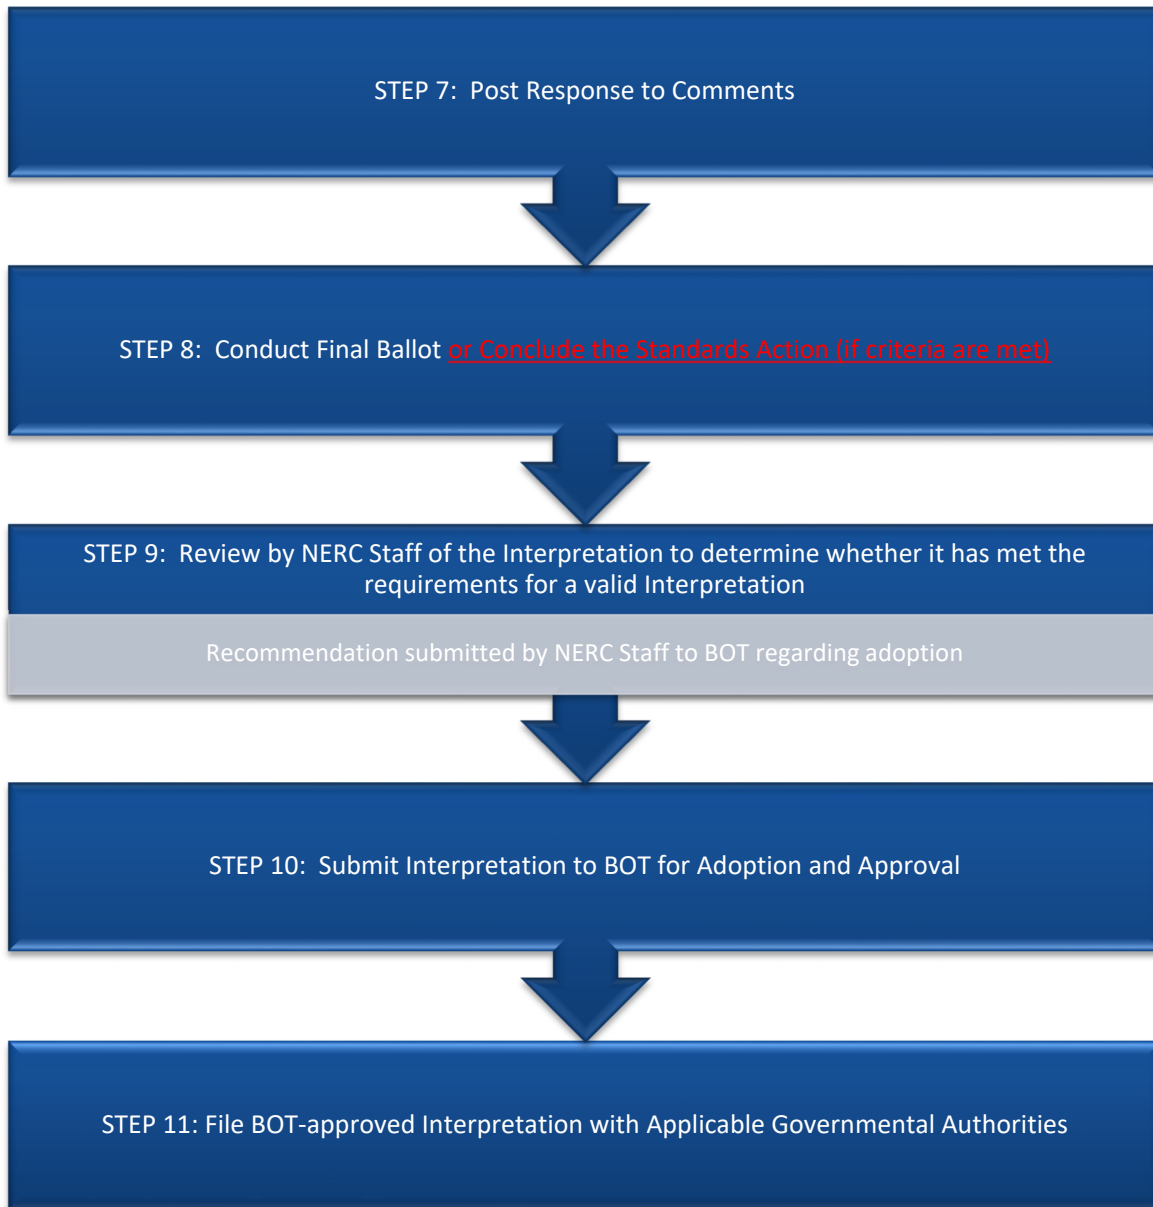 STEP 7:  Post Response to Comments
STEP 8:  Conduct Final Ballot or Conclude the Standards Action (if criteria are met)
STEP 9:  Review by NERC Staff of the Interpretation to determine whether it has met the
requirements for a valid Interpretation
Recommendation submitted by NERC Staff to BOT regarding adoption
STEP 10:  Submit Interpretation to BOT for Adoption and Approval
STEP 11: File BOT-approved Interpretation with Applicable Governmental Authorities